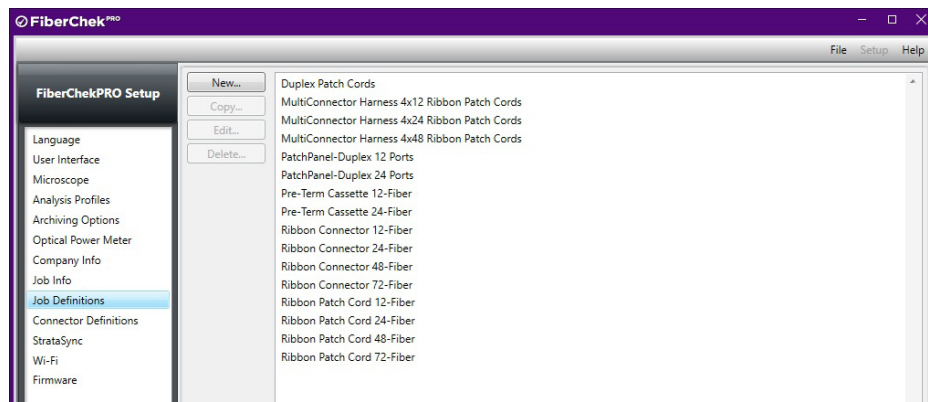 FiberChek PRO
File Setup Help
FiberChekPRO Setup
Language
User Interface
Microscope
Analysis Profiles
Archiving Options
Optical Power Meter
Company Info
Job Info
Job Definitions
Connector Definitions
StrataSync
Wi-Fi
Firmware
New...
Copy...
Edit...
Delete...
Duplex Patch Cords
MultiConnector Harness 4x12 Ribbon Patch Cords
MultiConnector Harness 4x24 Ribbon Patch Cords
MultiConnector Harness 4x48 Ribbon Patch Cords
PatchPanel-Duplex 12 Ports
PatchPanel-Duplex 24 Ports
Pre-Term Cassette 12-Fiber
Pre-Term Cassette 24-Fiber
Ribbon Connector 12-Fiber
Ribbon Connector 24-Fiber
Ribbon Connector 48-Fiber
Ribbon Connector 72-Fiber
Ribbon Patch Cord 12-Fiber
Ribbon Patch Cord 24-Fiber
Ribbon Patch Cord 48-Fiber
Ribbon Patch Cord 72-Fiber